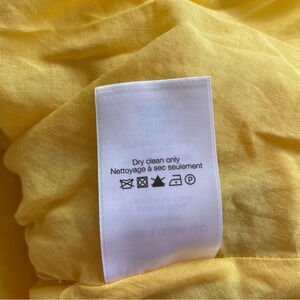 Dry clean only
Nettoyage à sec seulement
P